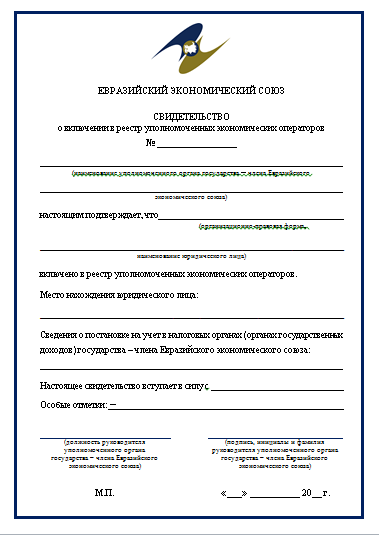 ЕВРАЗИЙСКИЙ ЭКОНОМИЧЕСКИЙ СОЮЗ
СВИДЕТЕЛЬСТВО
о включении в реестр уполномоченных экономических операторов
№ ________________
(наименование уполномоченного органа государства – члена Евразийского
экономического союза)
настоящим подтверждает, что
(организационно-правовая форма,
наименование юридического лица)
включено в реестр уполномоченных экономических операторов.
Место нахождения юридического лица:
Сведения о постановке на учет в налоговых органах (органах государственных
доходов) государства – члена Евразийского экономического союза:
Настоящее свидетельство вступает в силу с
Особые отметки: —
(должность руководителя
уполномоченного органа
государства – члена Евразийского
экономического союза)
(подпись, инициалы и фамилия
руководителя уполномоченного органа
государства – члена Евразийского
экономического союза)
М.П.
«___» __________ 20__ г.